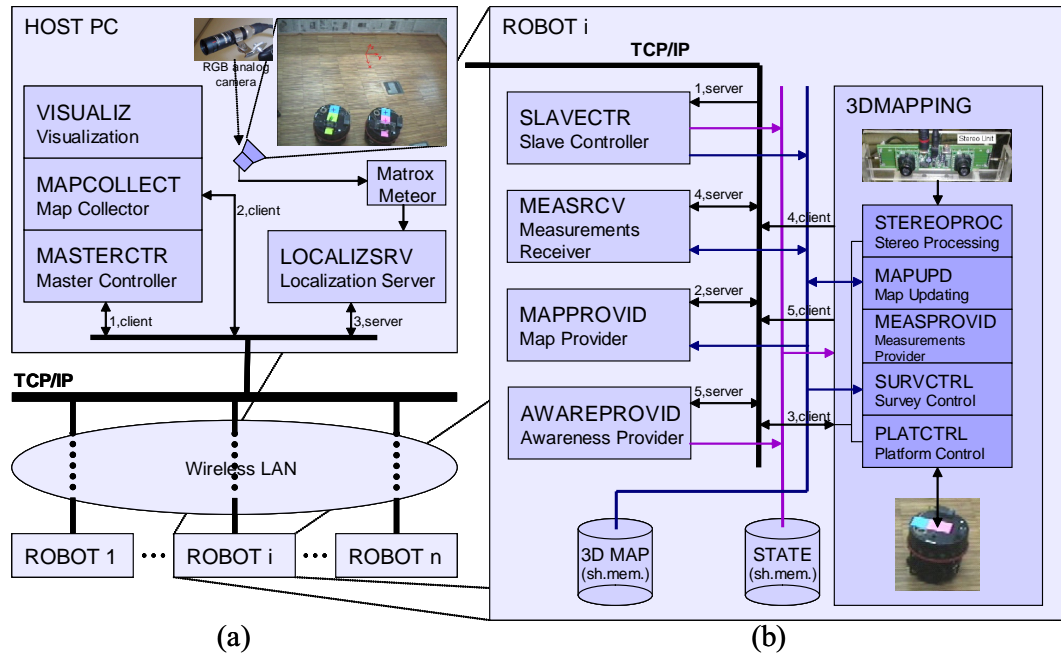 HOST PC
RGB analog
camera
VISUALIZ
Visualization
MAPCOLLECT
Map Collector
MASTERCTR
Master Controller
2,client
Matrox
Meteor
LOCALIZSRV
Localization Server
1,client
3,server
TCP/IP
Wireless LAN
ROBOT 1
ROBOT i
ROBOT n
(a)
ROBOT i
TCP/IP
1,server
SLAVECTR
Slave Controller
4,server
MEASRCV
Measurements
Receiver
4,client
2,server
MAPPROVID
Map Provider
5,client
5,server
AWAREPROVID
Awareness Provider
3,client
3D MAP
(sh.mem.)
STATE
(sh.mem.)
3DMAPPING
Stereo Unit
STEREOPROC
Stereo Processing
MAPUPD
Map Updating
MEASPROVID
Measurements
Provider
SURVCTRL
Survey Control
PLATCTRL
Platform Control
(b)